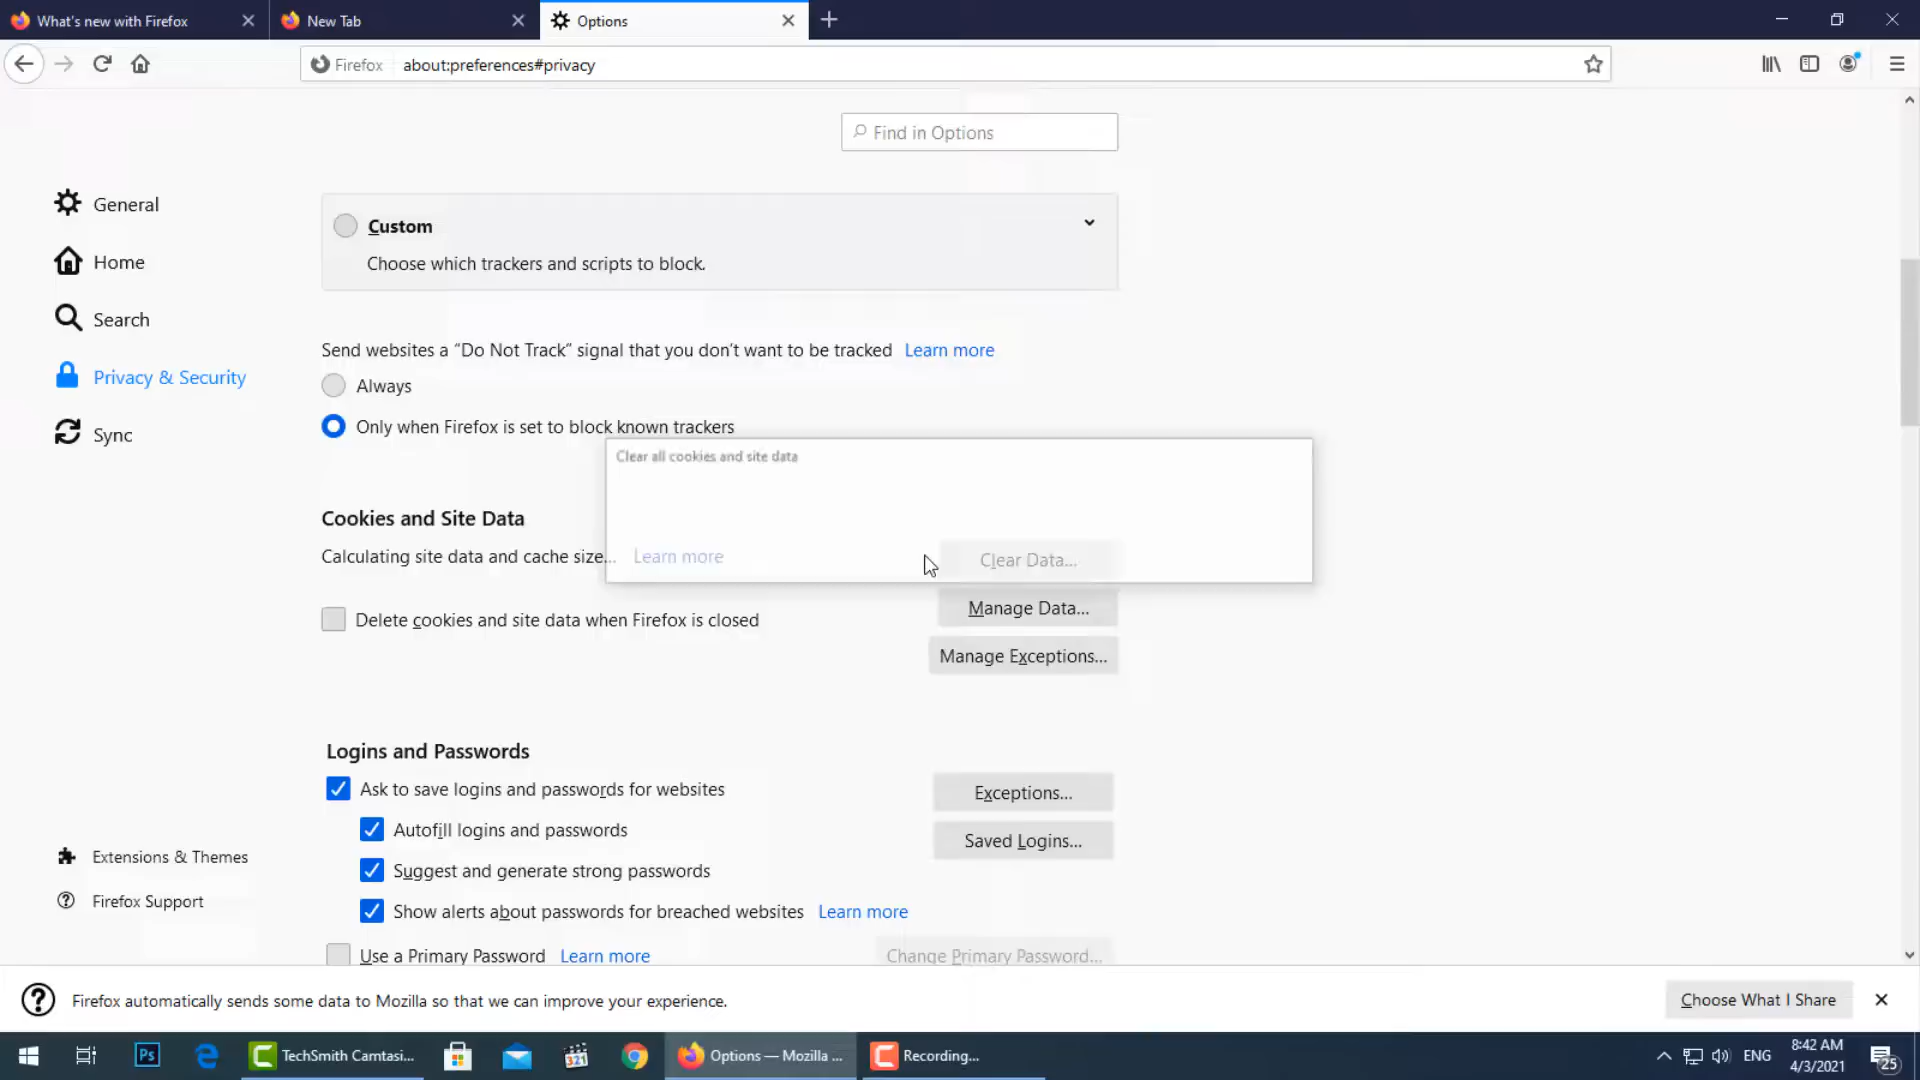 What's new with Firefox
New Tab
Options
Firefox
about:preferences#privacy
Find in Options
General
Home
Search
Privacy & Security
Sync
Extensions & Themes
Firefox Support
Custom
Choose which trackers and scripts to block.
Send websites a “Do Not Track” signal that you don’t want to be tracked Learn more
Always
Only when Firefox is set to block known trackers
Clear all cookies and site data
Cookies and Site Data
Calculating site data and cache size... Learn more
Clear Data...
Manage Data...
Delete cookies and site data when Firefox is closed
Manage Exceptions...
Logins and Passwords
Ask to save logins and passwords for websites
Exceptions...
Autofill logins and passwords
Saved Logins...
Suggest and generate strong passwords
Show alerts about passwords for breached websites Learn more
Use a Primary Password Learn more
Change Primary Password...
Firefox automatically sends some data to Mozilla so that we can improve your experience.
Choose What I Share
Ps
TechSmith Camtasi...
321
Options — Mozilla ...
Recording...
ENG
8:42 AM
4/3/2021
25